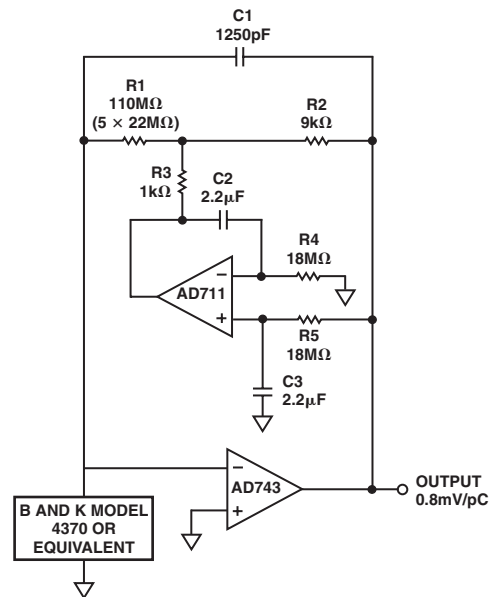 C1
1250pF
R1
110MΩ
(5 × 22MΩ)
R2
9kΩ
R3
1kΩ
C2
2.2μF
R4
18MΩ
–
AD711
+
R5
18MΩ
C3
2.2μF
–
AD743
+
OUTPUT
0.8mV/pC
B AND K MODEL
4370 OR
EQUIVALENT